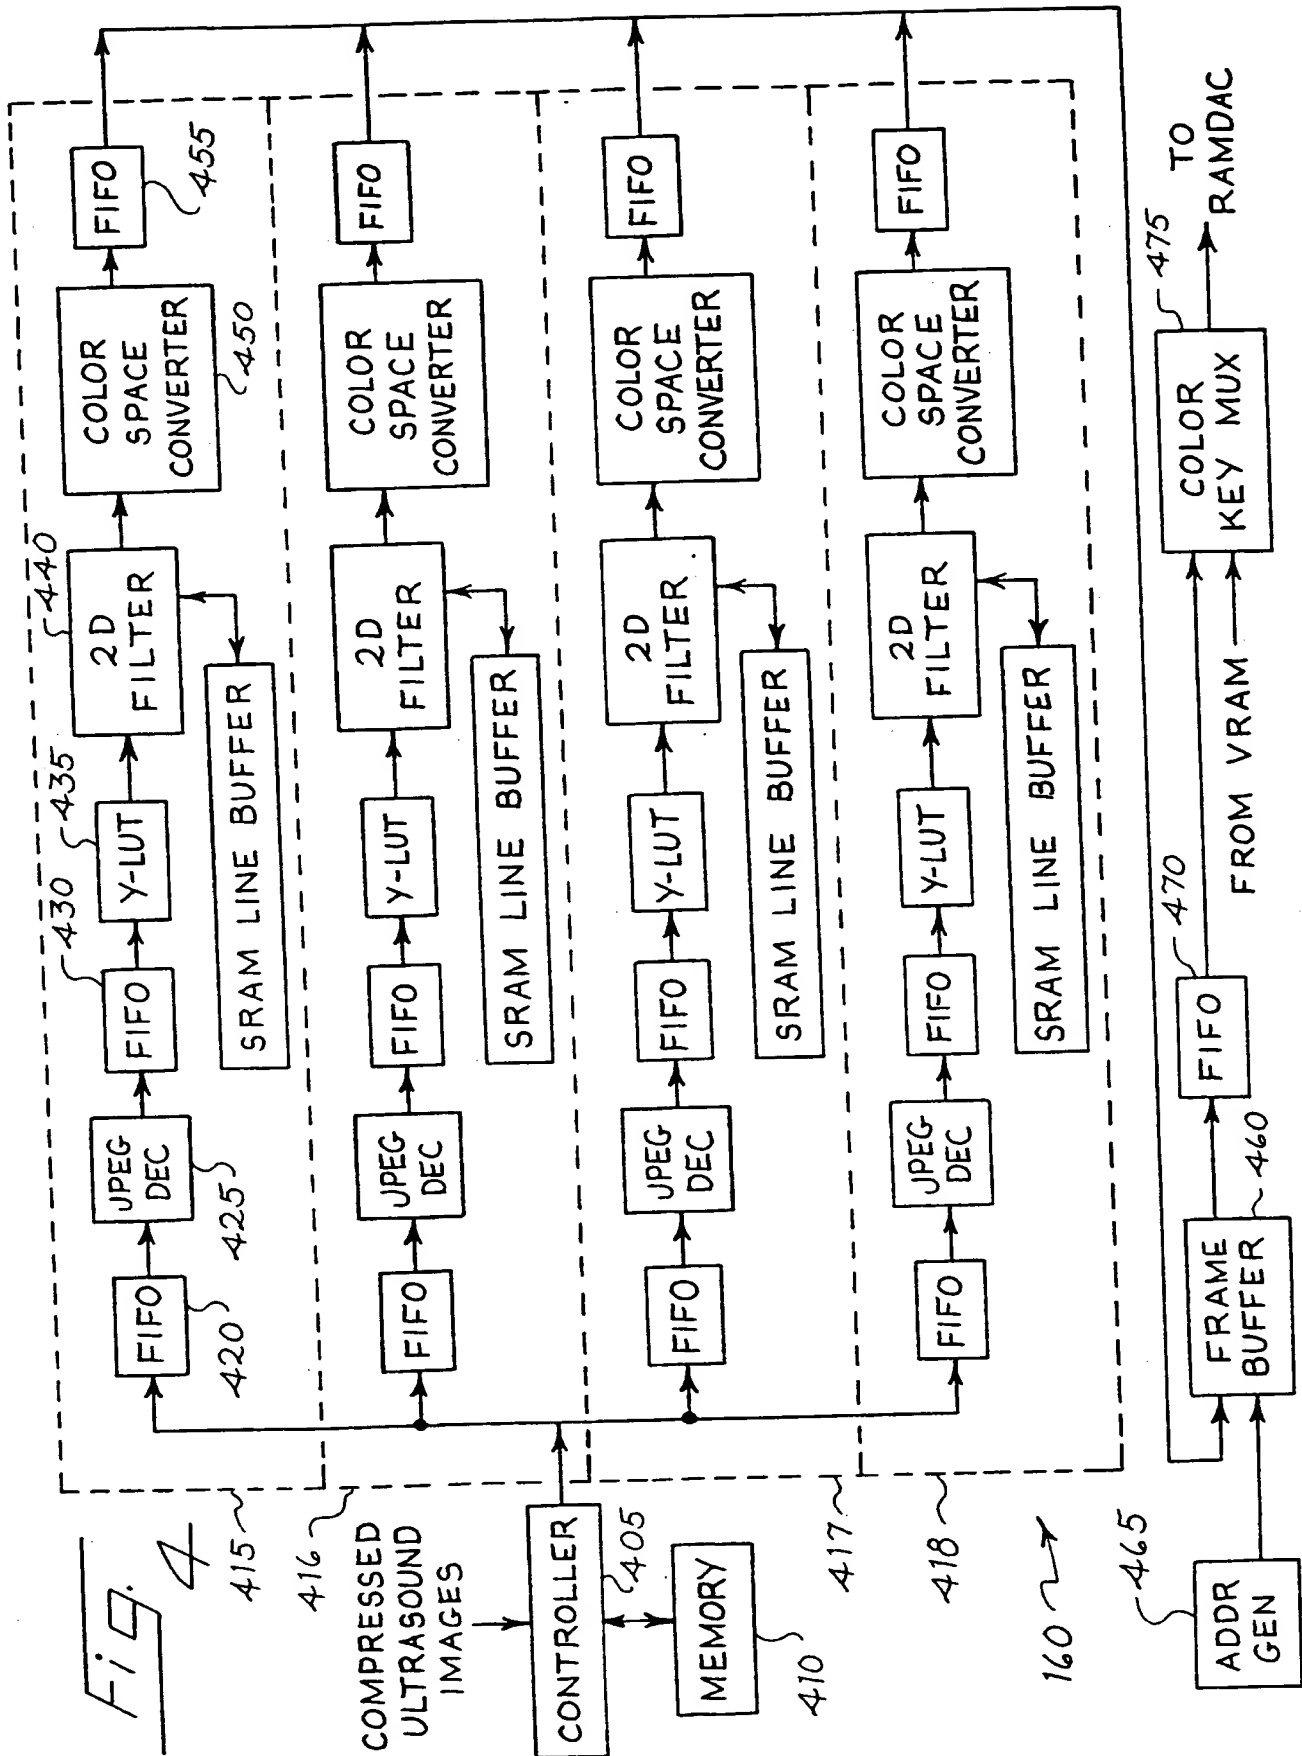 Fig. 4
415
FIFO
420
JPEG
DEC
425
FIFO
430
Y-LUT
435
2D
FILTER
440
SRAM LINE BUFFER
COLOR
SPACE
CONVERTER
450
FIFO
455
416
FIFO
JPEG
DEC
FIFO
Y-LUT
2D
FILTER
SRAM LINE BUFFER
COLOR
SPACE
CONVERTER
FIFO
COMPRESSED
ULTRASOUND
IMAGES
CONTROLLER
405
MEMORY
410
417
FIFO
JPEG
DEC
FIFO
Y-LUT
2D
FILTER
SRAM LINE BUFFER
COLOR
SPACE
CONVERTER
FIFO
418
FIFO
JPEG
DEC
FIFO
Y-LUT
2D
FILTER
SRAM LINE BUFFER
COLOR
SPACE
CONVERTER
FIFO
160
465
ADDR
GEN
FRAME
BUFFER
460
FIFO
470
FROM VRAM
COLOR
KEY MUX
475
TO
RAMDAC